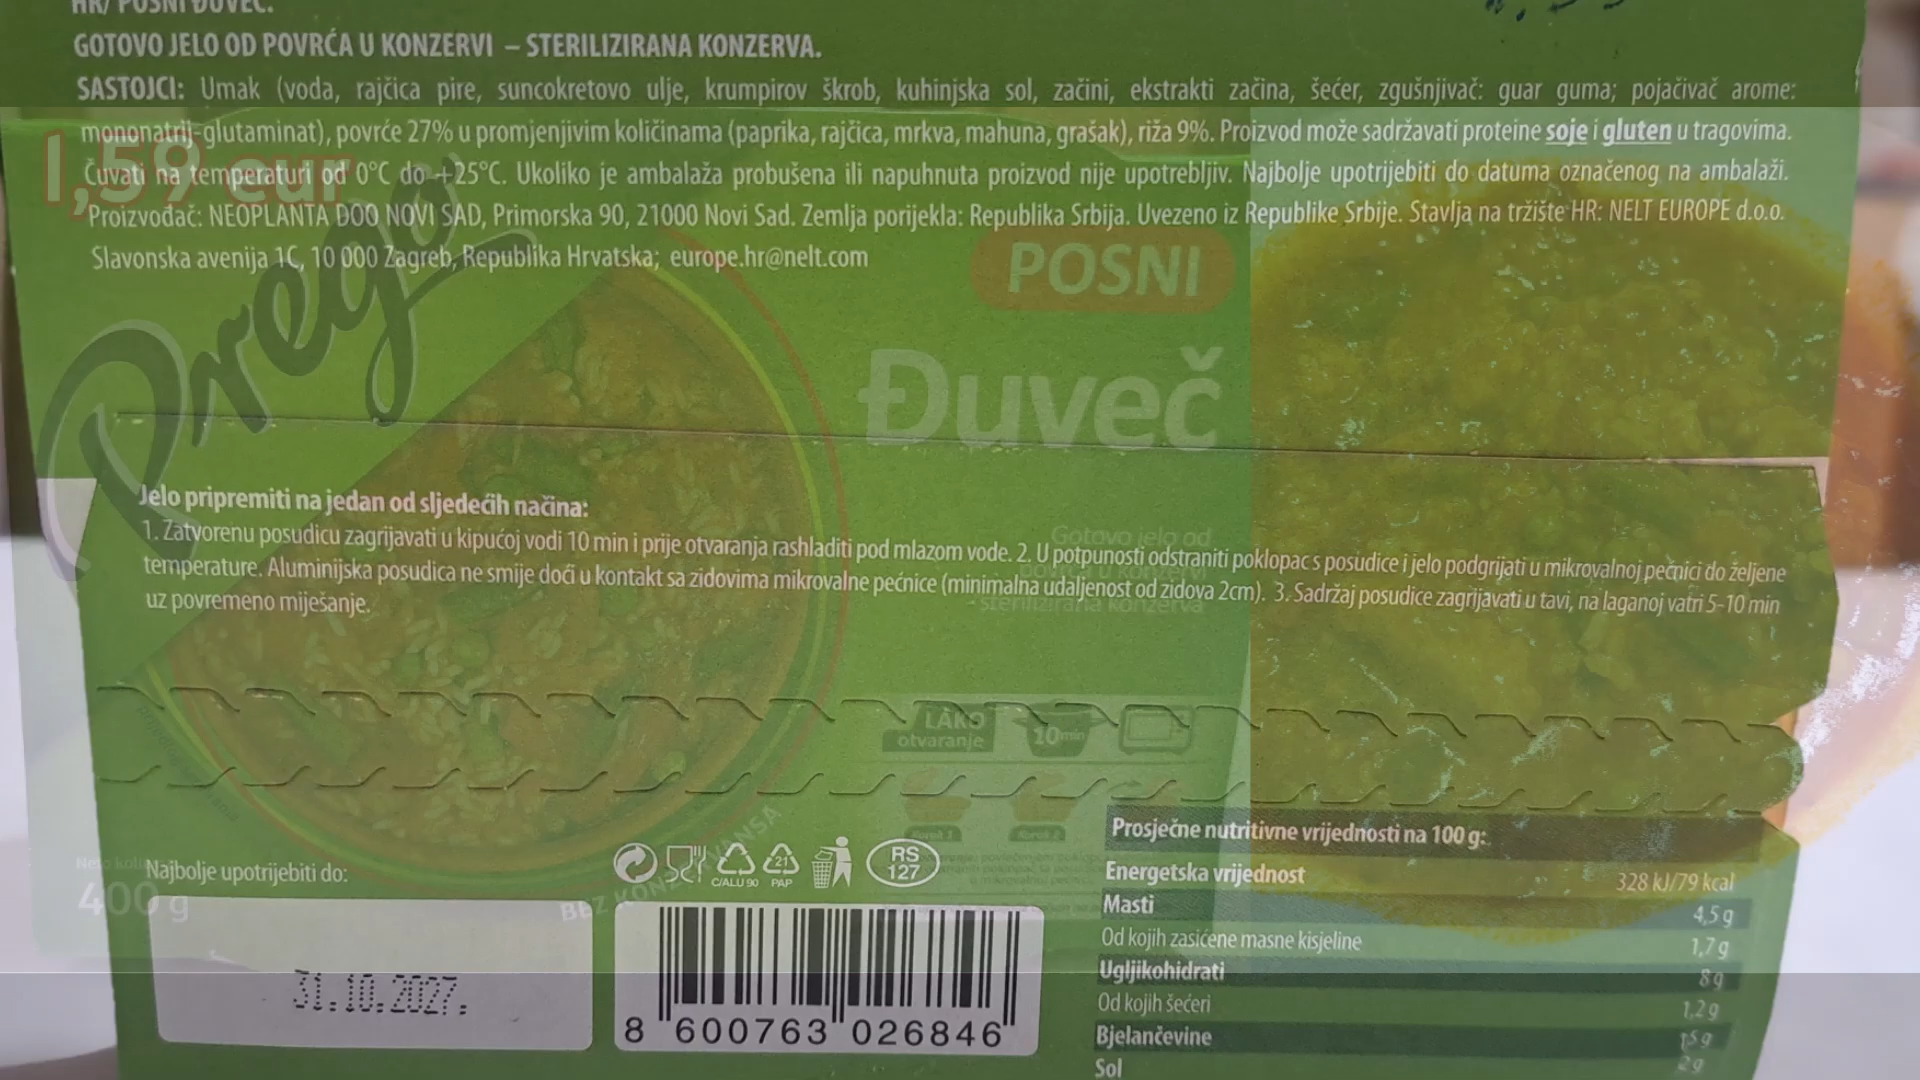 HR/ POSNI ĐUVEČ.
GOTOVO JELO OD POVRĆA U KONZERVI – STERILIZIRANA KONZERVA.
SASTOJCI: Umak (voda, rajčica pire, suncokretovo ulje, krumpirov škrob, kuhinjska sol, začini, ekstrakti začina, šećer, zgušnjivač: guar guma; pojačivač arome:
mononatrij-glutaminat), povrće 27% u promjenjivim količinama (paprika, rajčica, mrkva, mahuna, grašak), riža 9%. Proizvod može sadržavati proteine soje i gluten u tragovima.
Čuvati na temperaturi od 0°C do +25°C. Ukoliko je ambalaža probušena ili napuhnuta proizvod nije upotrebljiv. Najbolje upotrijebiti do datuma označenog na ambalaži.
Proizvođač: NEOPLANTA DOO NOVI SAD, Primorska 90, 21000 Novi Sad. Zemlja porijekla: Republika Srbija. Uvezeno iz Republike Srbije. Stavlja na tržište HR: NELT EUROPE d.o.o.
Slavonska avenija 1C, 10 000 Zagreb, Republika Hrvatska; europe.hr@nelt.com
1,59 eur
Prego
POSNI
Đuveč
Gotovo jelo od
- sterilizirana konzerva
Jelo pripremiti na jedan od sljedećih načina:
1. Zatvorenu posudicu zagrijavati u kipućoj vodi 10 min i prije otvaranja rashladiti pod mlazom vode. 2. U potpunosti odstraniti poklopac s posudice i jelo podgrijati u mikrovalnoj pećnici do željene
temperature. Aluminijska posudica ne smije doći u kontakt sa zidovima mikrovalne pećnice (minimalna udaljenost od zidova 2cm). 3. Sadržaj posudice zagrijavati u tavi, na laganoj vatri 5-10 min
uz povremeno miješanje.
LAKO
otvaranje
10 min
Korak 1
Korak 2
400 g
BEZ KONZERVANSA
Najbolje upotrijebiti do:
31.10.2027.
C/ALU 90
21
PAP
RS
127
8 600763 026846
Prosječne nutritivne vrijednosti na 100 g:
Energetska vrijednost 328 kJ/79 kcal
Masti 4,5 g
Od kojih zasićene masne kisjeline 1,7 g
Ugljikohidrati 8 g
Od kojih šećeri 1,2 g
Bjelančevine
Sol 2 g